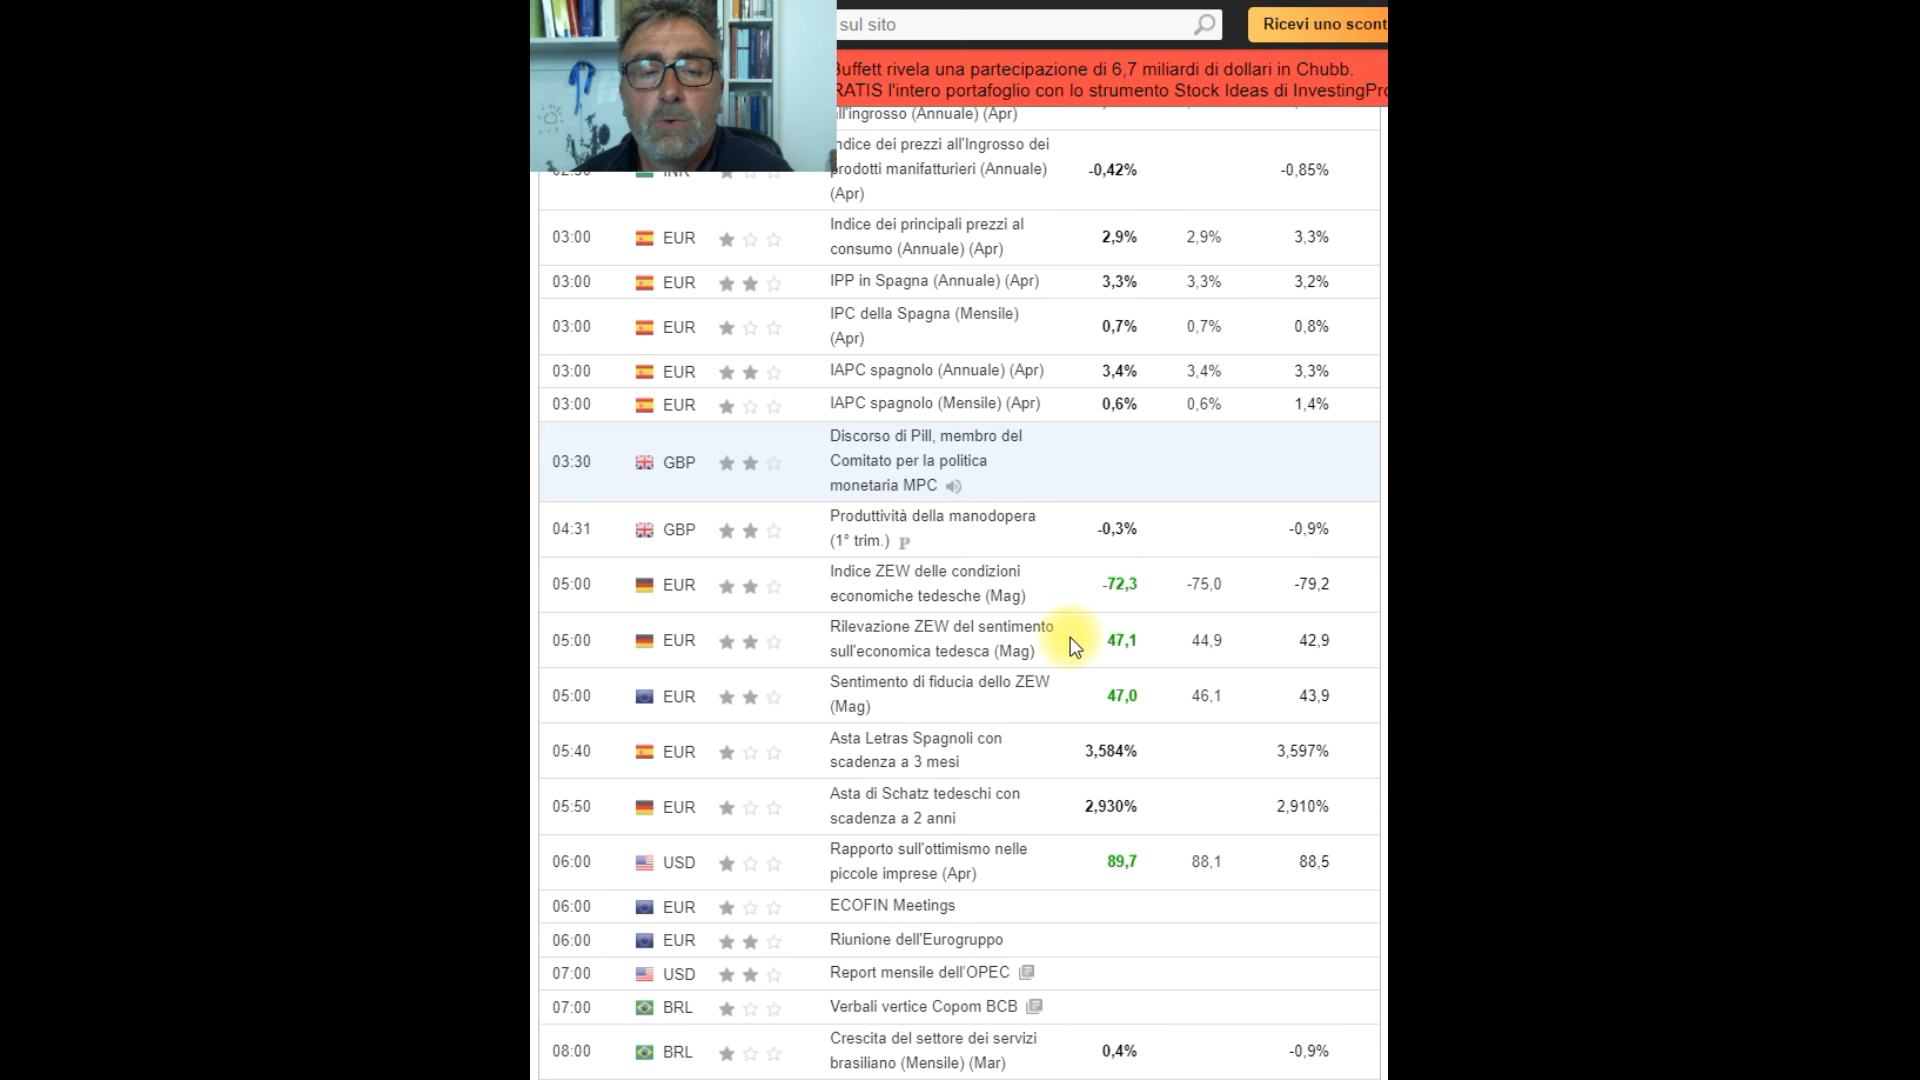 sul sito
Ricevi uno scont
Buffett rivela una partecipazione di 6,7 miliardi di dollari in Chubb.
RATIS l'intero portafoglio con lo strumento Stock Ideas di InvestingPro
all'ingrosso (Annuale) (Apr)
02:30 INR Indice dei prezzi all'Ingrosso dei
prodotti manifatturieri (Annuale) -0,42% -0,85%
(Apr)
Indice dei principali prezzi al
03:00 EUR consumo (Annuale) (Apr) 2,9% 2,9% 3,3%
03:00 EUR IPP in Spagna (Annuale) (Apr) 3,3% 3,3% 3,2%
IPC della Spagna (Mensile)
03:00 EUR (Apr) 0,7% 0,7% 0,8%
03:00 EUR IAPC spagnolo (Annuale) (Apr) 3,4% 3,4% 3,3%
03:00 EUR IAPC spagnolo (Mensile) (Apr) 0,6% 0,6% 1,4%
Discorso di Pill, membro del
03:30 GBP Comitato per la politica
monetaria MPC
Produttività della manodopera
04:31 GBP (1° trim.) P -0,3% -0,9%
Indice ZEW delle condizioni
05:00 EUR economiche tedesche (Mag) -72,3 -75,0 -79,2
Rilevazione ZEW del sentimento
05:00 EUR sull'economica tedesca (Mag) 47,1 44,9 42,9
Sentimento di fiducia dello ZEW
05:00 EUR (Mag) 47,0 46,1 43,9
Asta Letras Spagnoli con
05:40 EUR scadenza a 3 mesi 3,584% 3,597%
Asta di Schatz tedeschi con
05:50 EUR scadenza a 2 anni 2,930% 2,910%
Rapporto sull'ottimismo nelle
06:00 USD piccole imprese (Apr) 89,7 88,1 88,5
06:00 EUR ECOFIN Meetings
06:00 EUR Riunione dell'Eurogruppo
07:00 USD Report mensile dell'OPEC
07:00 BRL Verbali vertice Copom BCB
Crescita del settore dei servizi
08:00 BRL brasiliano (Mensile) (Mar) 0,4% -0,9%